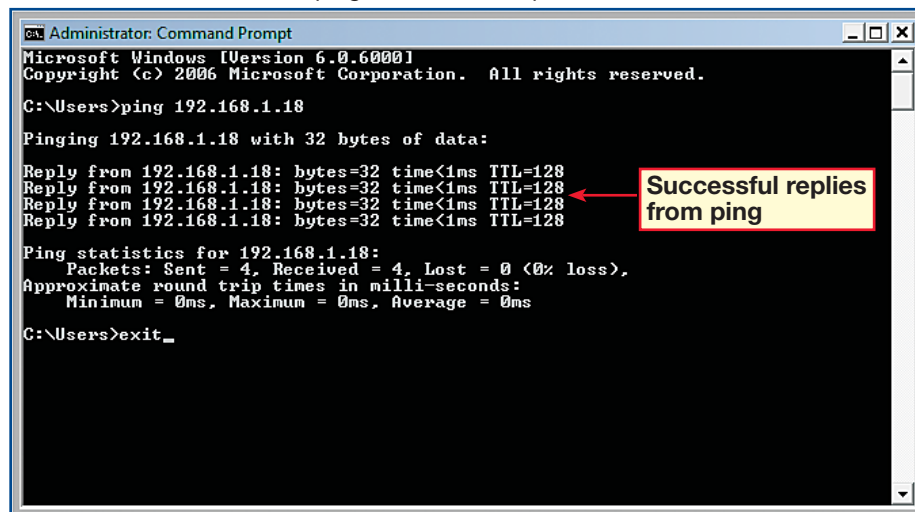 Administrator: Command Prompt
Microsoft Windows [Version 6.0.6000]
Copyright (c) 2006 Microsoft Corporation.  All rights reserved.
C:\Users>ping 192.168.1.18
Pinging 192.168.1.18 with 32 bytes of data:
Reply from 192.168.1.18: bytes=32 time<1ms TTL=128
Reply from 192.168.1.18: bytes=32 time<1ms TTL=128
Reply from 192.168.1.18: bytes=32 time<1ms TTL=128
Reply from 192.168.1.18: bytes=32 time<1ms TTL=128
Successful replies
from ping
Ping statistics for 192.168.1.18:
    Packets: Sent = 4, Received = 4, Lost = 0 (0% loss),
Approximate round trip times in milli-seconds:
    Minimum = 0ms, Maximum = 0ms, Average = 0ms
C:\Users>exit_